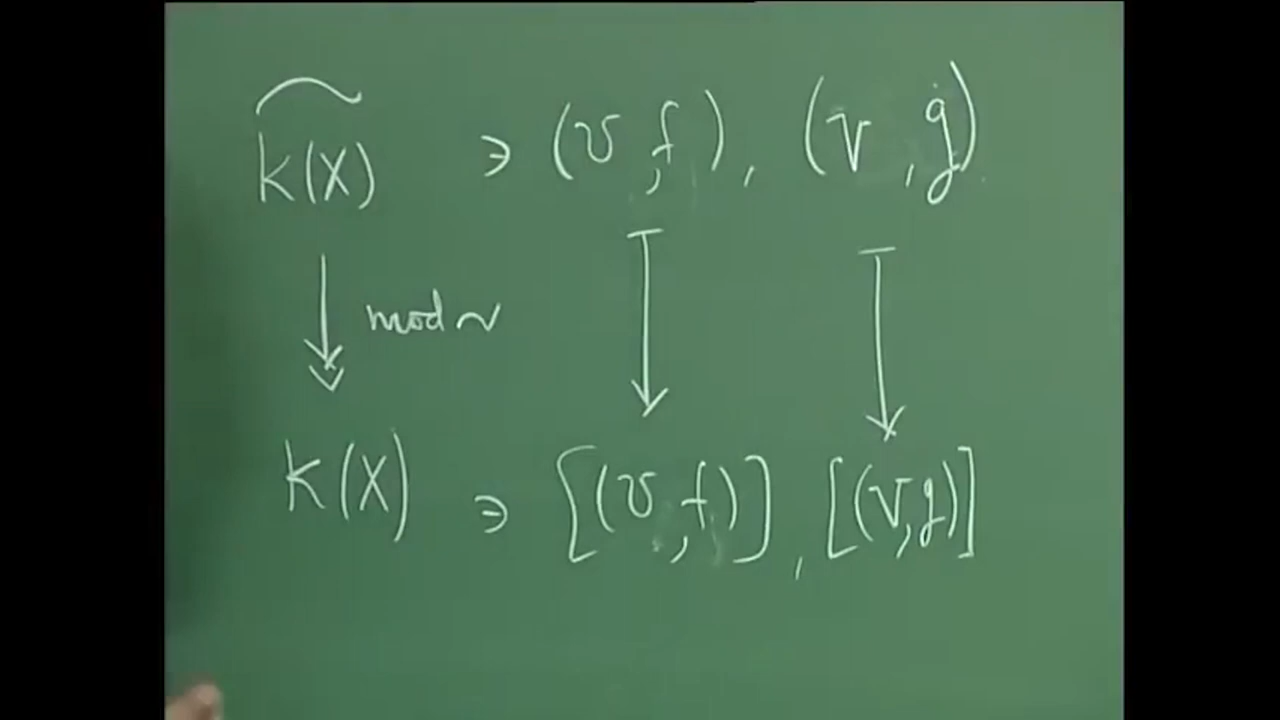 ~
k(X) ∋ (U, f), (V, g)
↓ mod ~ ↓ ↓
k(X) ∋ [(U, f)], [(V, g)]